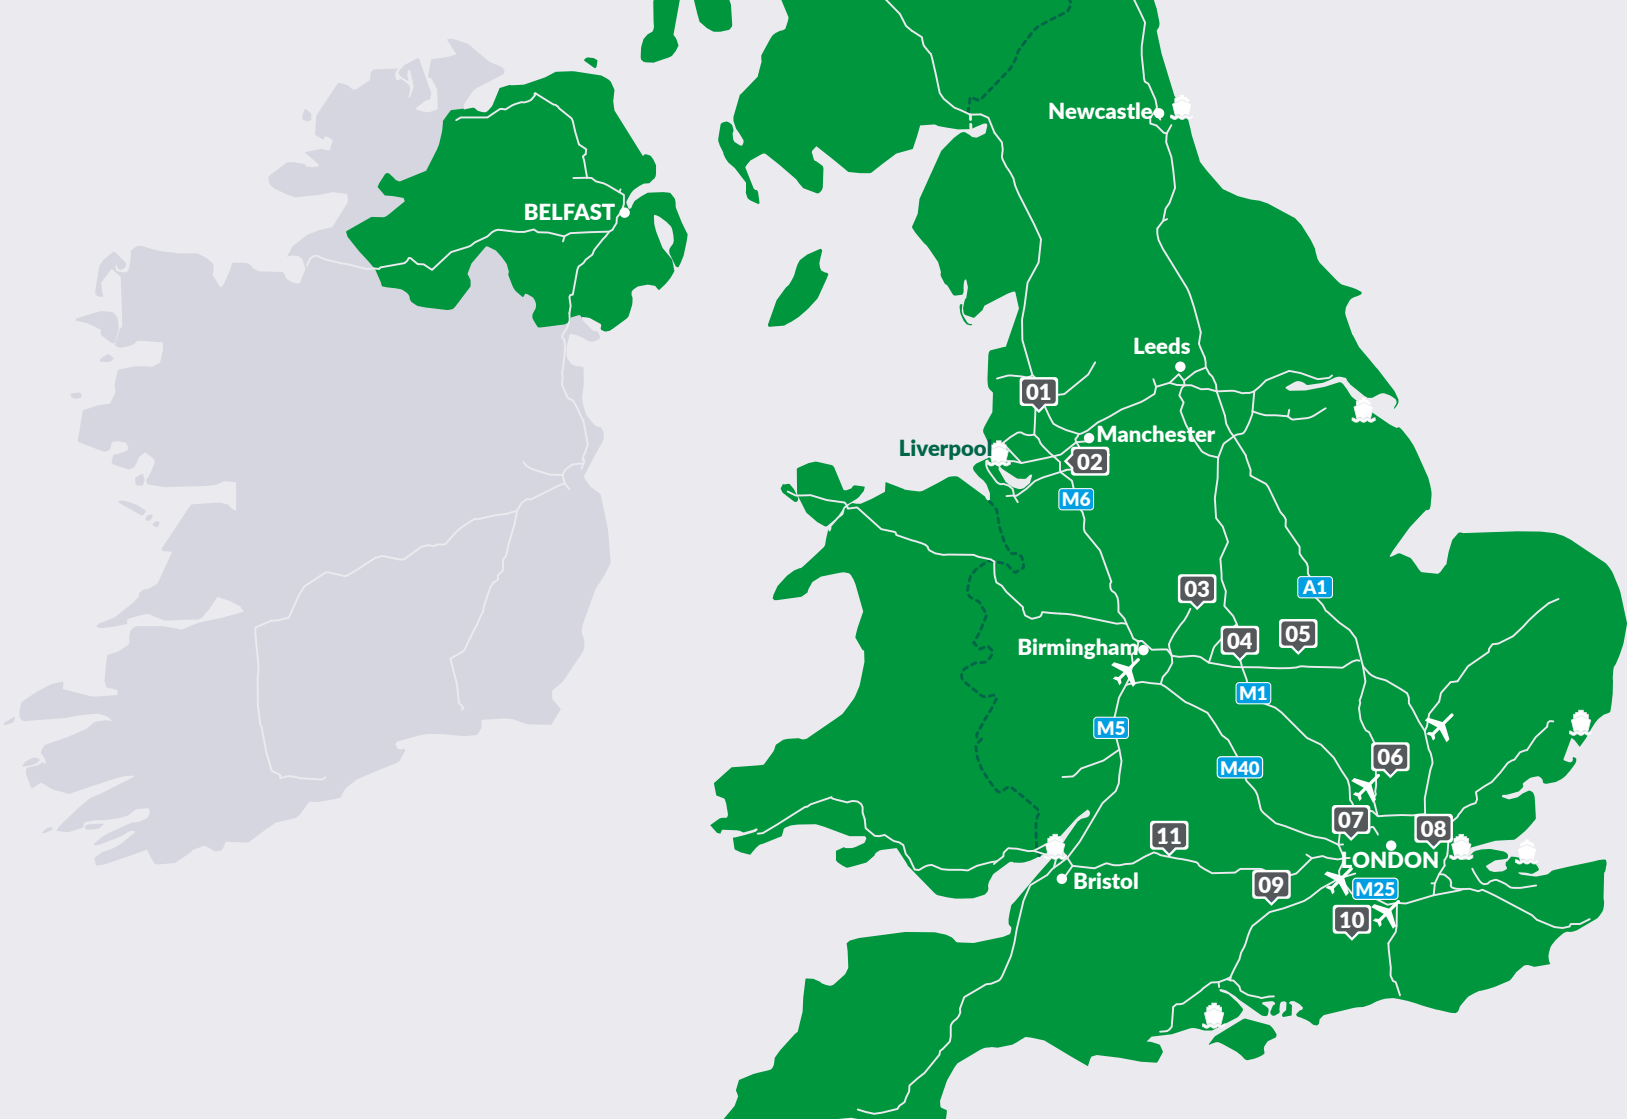 Newcastle
BELFAST
Leeds
01
Manchester
Liverpool
02
M6
A1
03
05
04
Birmingham
M1
M5
06
M40
07
08
11
LONDON
Bristol
09
M25
10